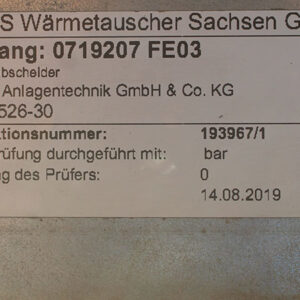 S Wärmetauscher Sachsen G
ang: 0719207 FE03
bscheider
Anlagentechnik GmbH & Co. KG
526-30
tionsnummer: 193967/1
rüfung durchgeführt mit: bar
ng des Prüfers: 0
14.08.2019